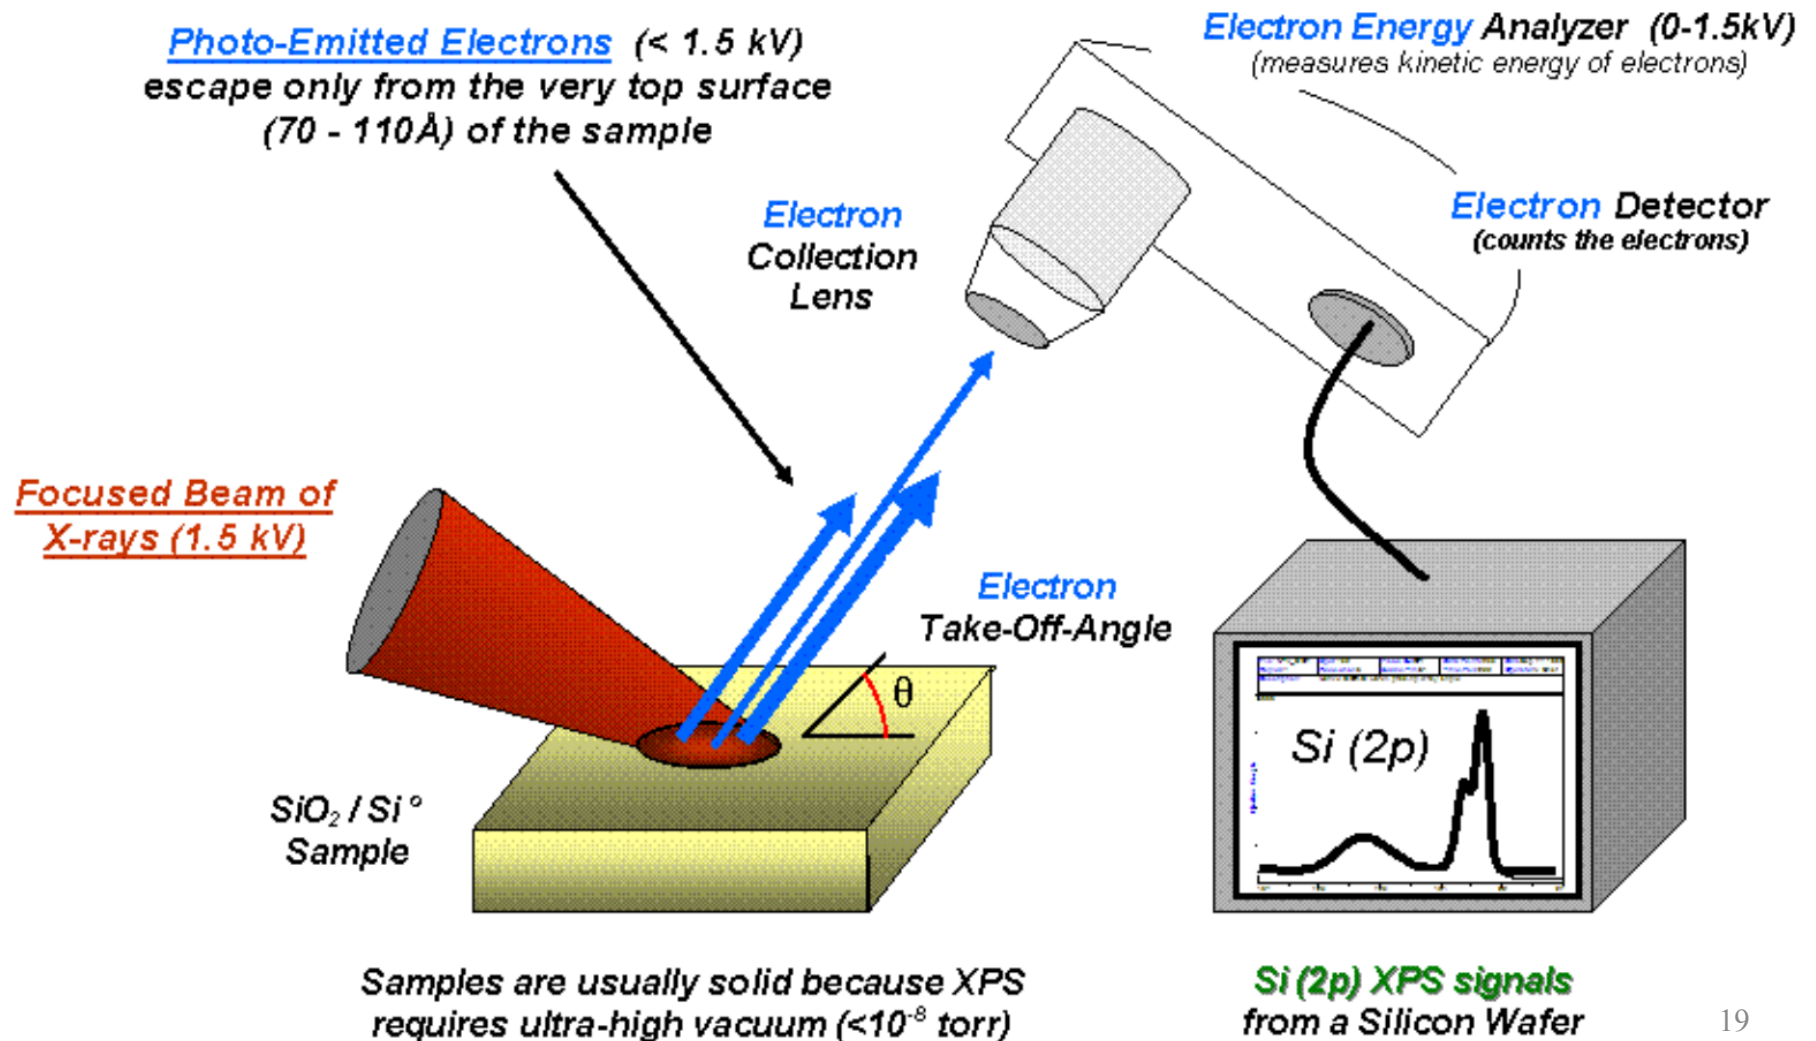 Photo-Emitted Electrons (< 1.5 kV)
escape only from the very top surface
(70 - 110Å) of the sample
Electron Energy Analyzer (0-1.5kV)
(measures kinetic energy of electrons)
Electron Detector
(counts the electrons)
Electron
Collection
Lens
Focused Beam of
X-rays (1.5 kV)
Electron
Take-Off-Angle
θ
SiO₂ / Si °
Sample
Si (2p)
Samples are usually solid because XPS
requires ultra-high vacuum (<10⁻⁸ torr)
Si (2p) XPS signals
from a Silicon Wafer
19